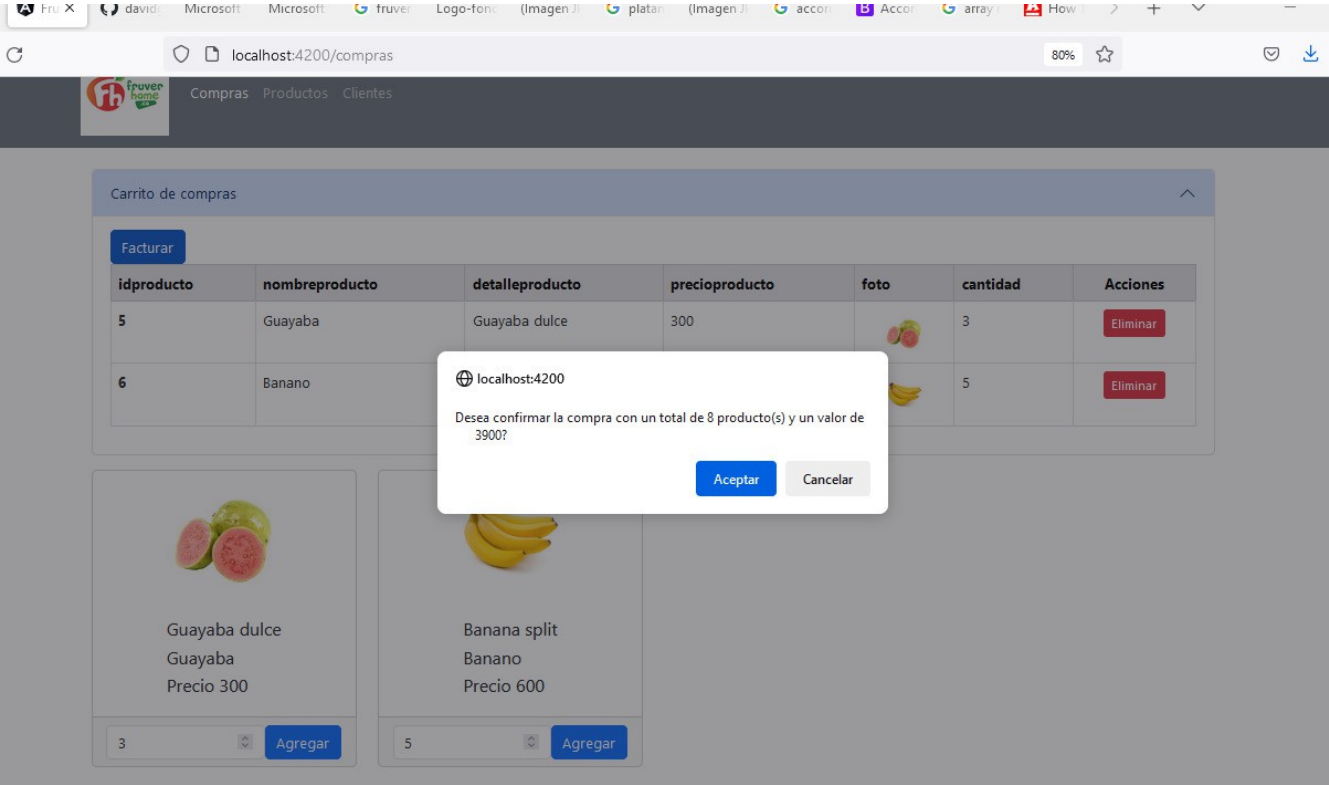 Fru
david
Microsoft
Microsoft
fruver
Logo-fond
(Imagen J
platan
(Imagen J
accor
Accor
array
How
localhost:4200/compras
80%
fruver
home
Compras Productos Clientes
Carrito de compras
Facturar
idproducto nombreproducto detalleproducto precioproducto foto cantidad Acciones
5 Guayaba Guayaba dulce 300 3 Eliminar
6 Banano 5 Eliminar
localhost:4200
Desea confirmar la compra con un total de 8 producto(s) y un valor de
3900?
Aceptar Cancelar
Guayaba dulce
Guayaba
Precio 300
3 Agregar
Banana split
Banano
Precio 600
5 Agregar